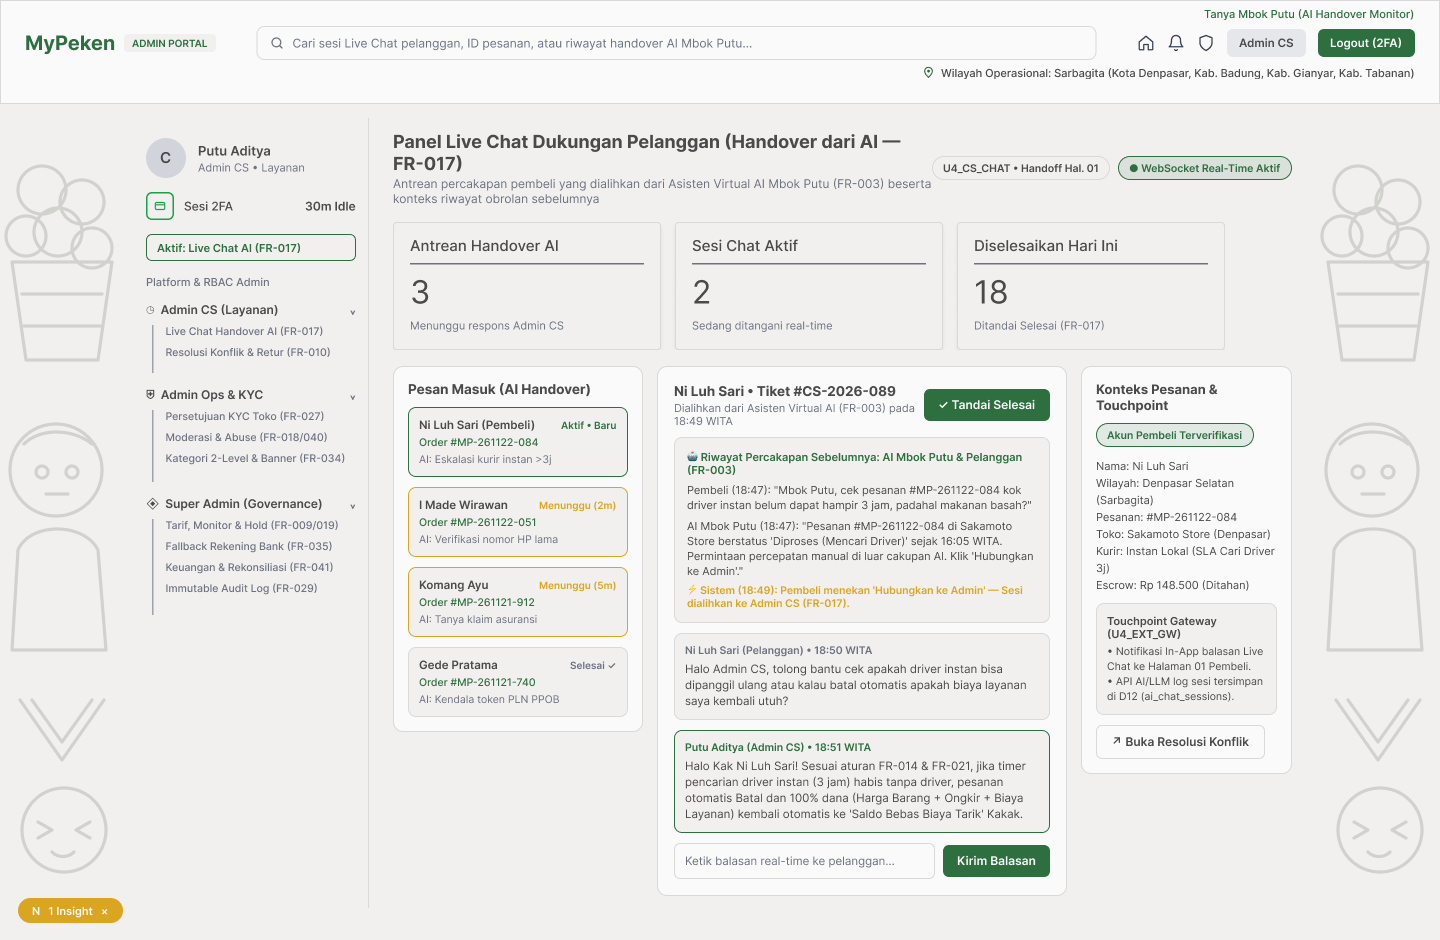 Tanya Mbok Putu (AI Handover Monitor)
MyPeken
ADMIN PORTAL
Cari sesi Live Chat pelanggan, ID pesanan, atau riwayat handover AI Mbok Putu...
Admin CS
Logout (2FA)
Wilayah Operasional: Sarbagita (Kota Denpasar, Kab. Badung, Kab. Gianyar, Kab. Tabanan)
C
Putu Aditya
Admin CS • Layanan
Sesi 2FA
30m Idle
Aktif: Live Chat AI (FR-017)
Platform & RBAC Admin
Admin CS (Layanan)
Live Chat Handover AI (FR-017)
Resolusi Konflik & Retur (FR-010)
Admin Ops & KYC
Persetujuan KYC Toko (FR-027)
Moderasi & Abuse (FR-018/040)
Kategori 2-Level & Banner (FR-034)
Super Admin (Governance)
Tarif, Monitor & Hold (FR-009/019)
Fallback Rekening Bank (FR-035)
Keuangan & Rekonsiliasi (FR-041)
Immutable Audit Log (FR-029)
Panel Live Chat Dukungan Pelanggan (Handover dari AI —
FR-017)
Antrean percakapan pembeli yang dialihkan dari Asisten Virtual AI Mbok Putu (FR-003) beserta
konteks riwayat obrolan sebelumnya
U4_CS_CHAT • Handoff Hal. 01
● WebSocket Real-Time Aktif
Antrean Handover AI
3
Menunggu respons Admin CS
Sesi Chat Aktif
2
Sedang ditangani real-time
Diselesaikan Hari Ini
18
Ditandai Selesai (FR-017)
Pesan Masuk (AI Handover)
Ni Luh Sari (Pembeli)
Aktif • Baru
Order #MP-261122-084
AI: Eskalasi kurir instan >3j
I Made Wirawan
Menunggu (2m)
Order #MP-261122-051
AI: Verifikasi nomor HP lama
Komang Ayu
Menunggu (5m)
Order #MP-261121-912
AI: Tanya klaim asuransi
Gede Pratama
Selesai ✓
Order #MP-261121-740
AI: Kendala token PLN PPOB
Ni Luh Sari • Tiket #CS-2026-089
Dialihkan dari Asisten Virtual AI (FR-003) pada
18:49 WITA
✓ Tandai Selesai
🤖 Riwayat Percakapan Sebelumnya: AI Mbok Putu & Pelanggan
(FR-003)
Pembeli (18:47): "Mbok Putu, cek pesanan #MP-261122-084 kok
driver instan belum dapat hampir 3 jam, padahal makanan basah?"
AI Mbok Putu (18:47): "Pesanan #MP-261122-084 di Sakamoto
Store berstatus 'Diproses (Mencari Driver)' sejak 16:05 WITA.
Permintaan percepatan manual di luar cakupan AI. Klik 'Hubungkan
ke Admin'."
⚡ Sistem (18:49): Pembeli menekan 'Hubungkan ke Admin' — Sesi
dialihkan ke Admin CS (FR-017).
Ni Luh Sari (Pelanggan) • 18:50 WITA
Halo Admin CS, tolong bantu cek apakah driver instan bisa
dipanggil ulang atau kalau batal otomatis apakah biaya layanan
saya kembali utuh?
Putu Aditya (Admin CS) • 18:51 WITA
Halo Kak Ni Luh Sari! Sesuai aturan FR-014 & FR-021, jika timer
pencarian driver instan (3 jam) habis tanpa driver, pesanan
otomatis Batal dan 100% dana (Harga Barang + Ongkir + Biaya
Layanan) kembali otomatis ke 'Saldo Bebas Biaya Tarik' Kakak.
Ketik balasan real-time ke pelanggan...
Kirim Balasan
Konteks Pesanan &
Touchpoint
Akun Pembeli Terverifikasi
Nama: Ni Luh Sari
Wilayah: Denpasar Selatan
(Sarbagita)
Pesanan: #MP-261122-084
Toko: Sakamoto Store (Denpasar)
Kurir: Instan Lokal (SLA Cari Driver
3j)
Escrow: Rp 148.500 (Ditahan)
Touchpoint Gateway
(U4_EXT_GW)
• Notifikasi In-App balasan Live
Chat ke Halaman 01 Pembeli.
• API AI/LLM log sesi tersimpan
di D12 (ai_chat_sessions).
↗ Buka Resolusi Konflik
N 1 Insight ×